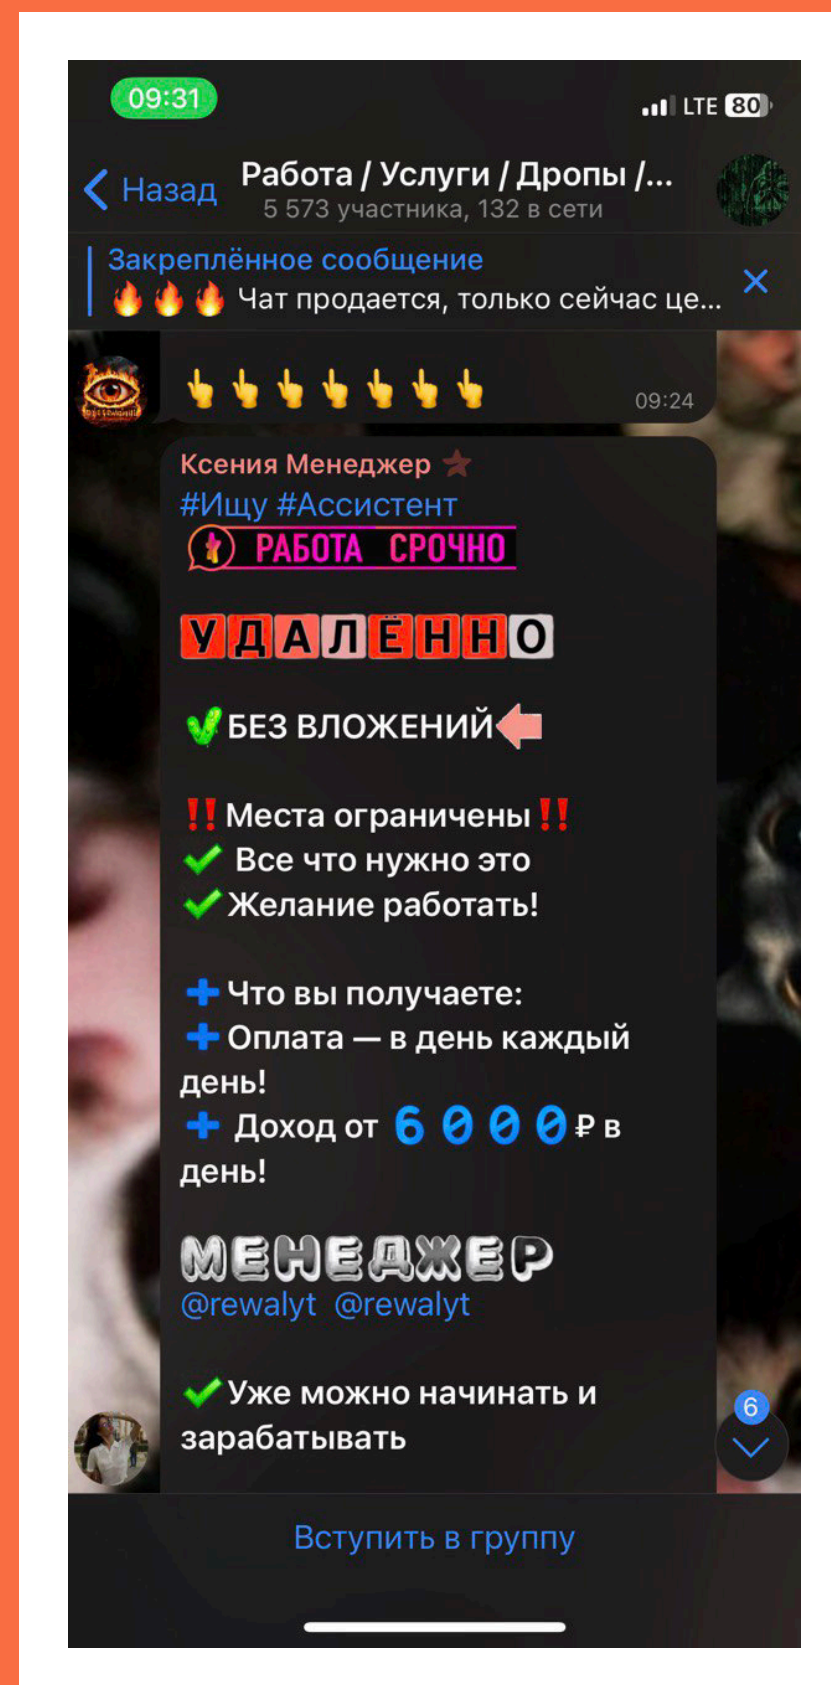 09:31
LTE 80
Назад
Работа / Услуги / Дропы /...
5 573 участника, 132 в сети
Закреплённое сообщение
🔥🔥🔥 Чат продается, только сейчас це...
👆👆👆👆👆👆👆
09:24
Ксения Менеджер
#Ищу #Ассистент
РАБОТА СРОЧНО
УДАЛЁННО
✔БЕЗ ВЛОЖЕНИЙ⬅
‼Места ограничены‼
✔ Все что нужно это
✔Желание работать!
➕Что вы получаете:
➕Оплата — в день каждый
день!
➕ Доход от 6000₽ в
день!
МЕНЕДЖЕР
@rewalyt @rewalyt
✔Уже можно начинать и
зарабатывать
6
Вступить в группу